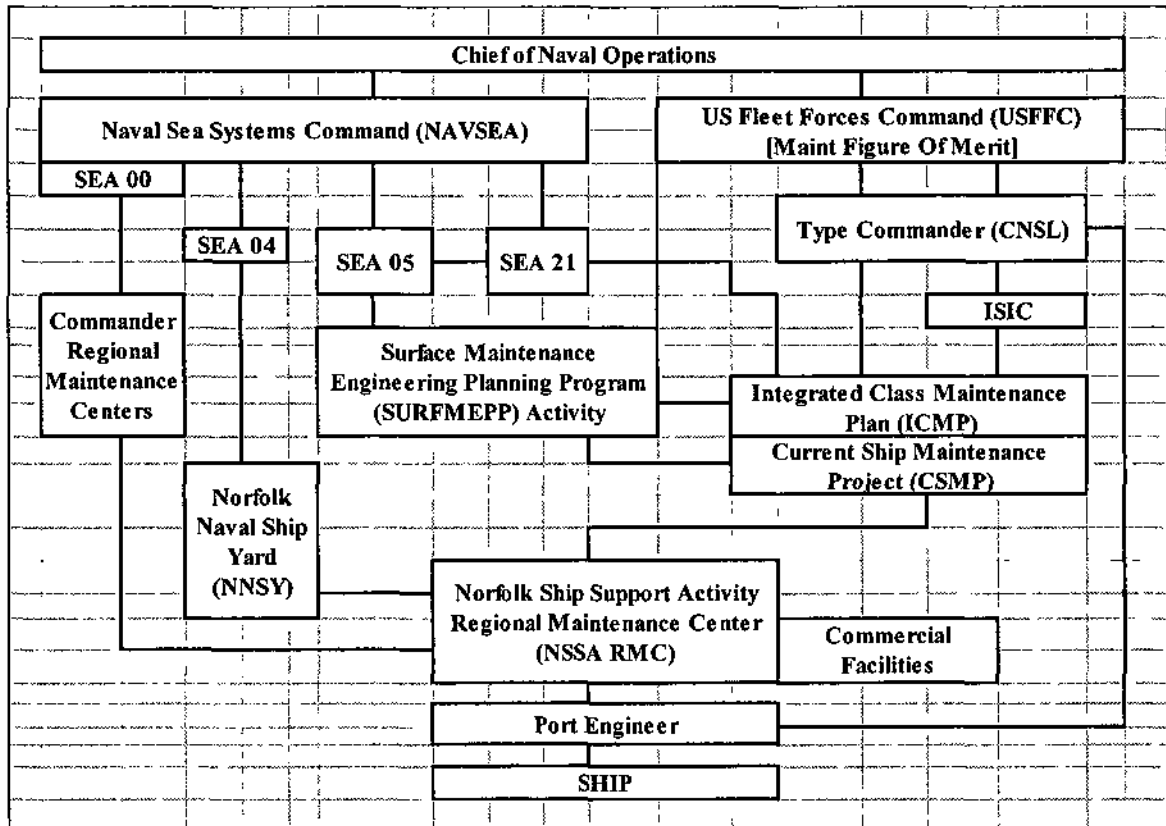 Chief of Naval Operations
Naval Sea Systems Command (NAVSEA)
US Fleet Forces Command (USFFC)
[Maint Figure Of Merit]
SEA 00
Type Commander (CNSL)
SEA 04
SEA 05
SEA 21
ISIC
Commander
Regional
Maintenance
Centers
Surface Maintenance
Engineering Planning Program
(SURFMEPP) Activity
Integrated Class Maintenance
Plan (ICMP)
Current Ship Maintenance
Project (CSMP)
Norfolk
Naval Ship
Yard
(NNSY)
Norfolk Ship Support Activity
Regional Maintenance Center
(NSSA RMC)
Commercial
Facilities
Port Engineer
SHIP